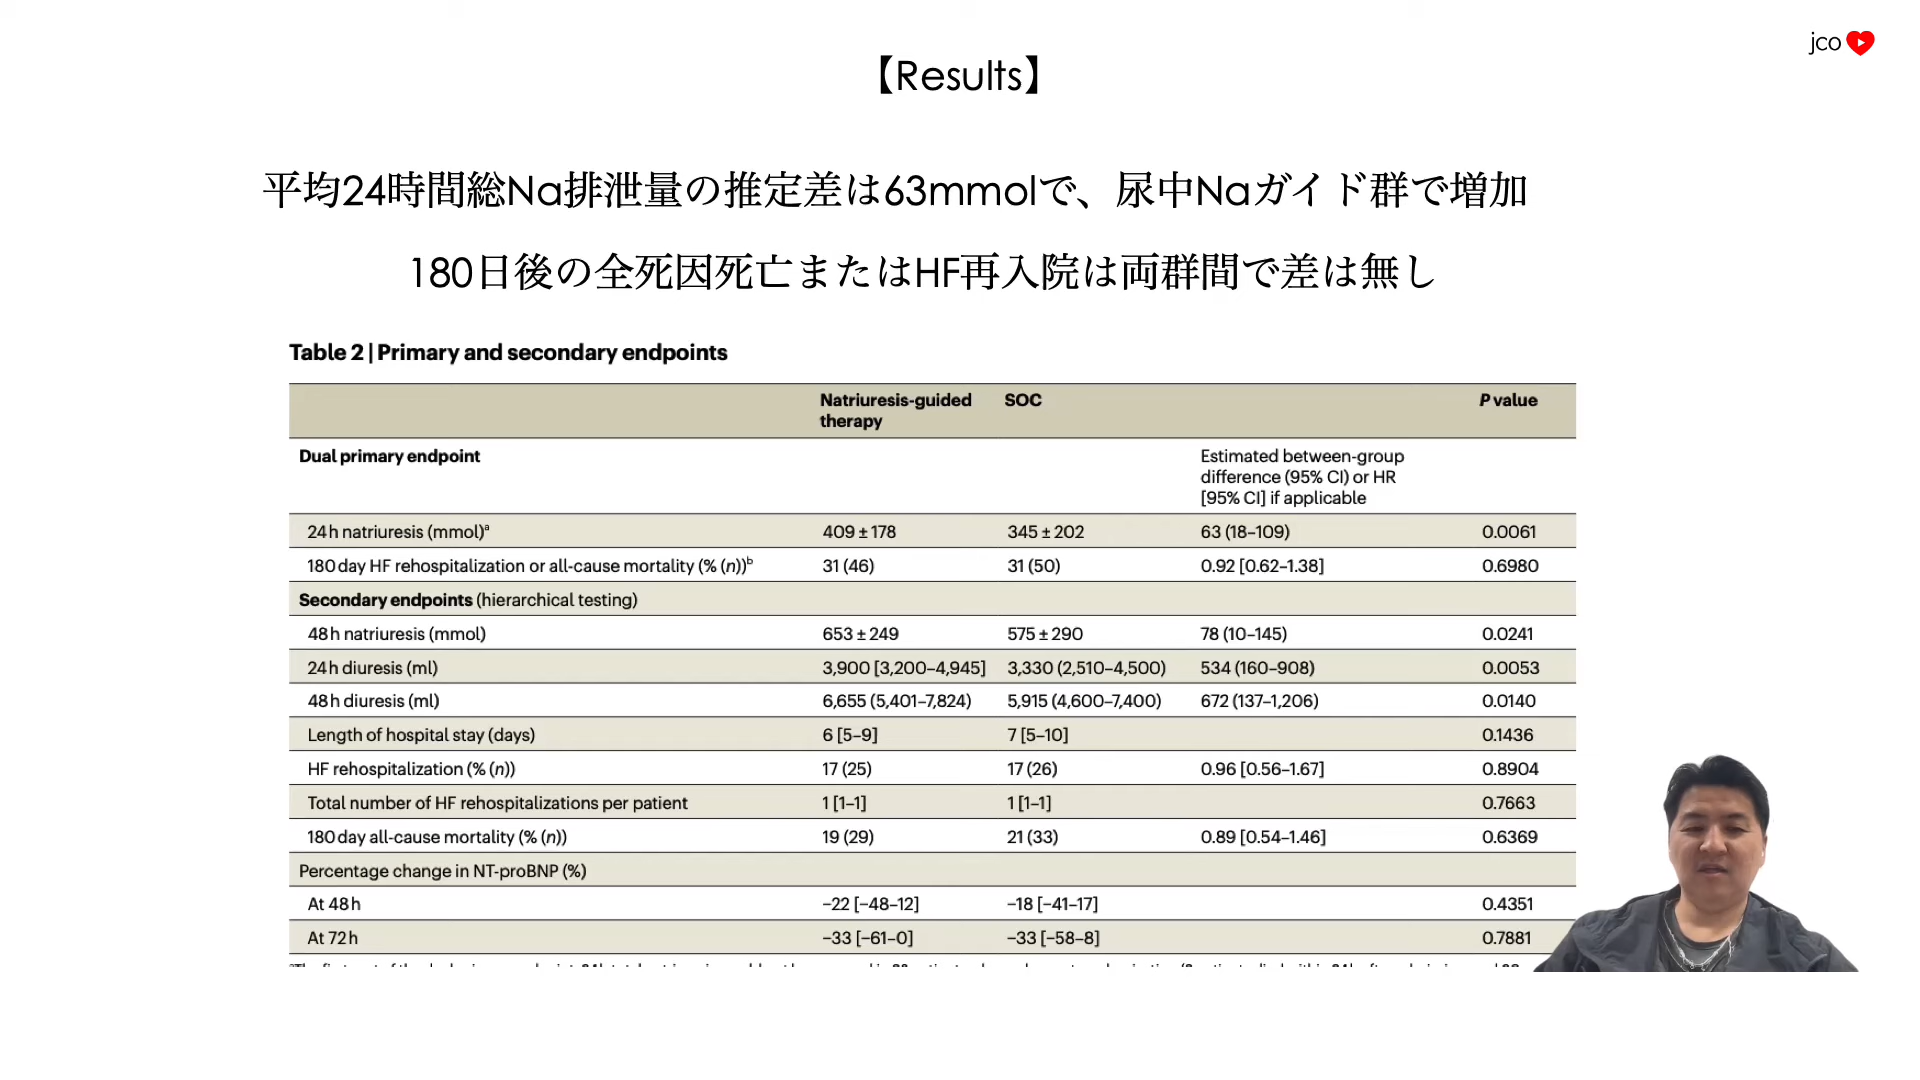 jco
【Results】
平均24時間総Na排泄量の推定差は63mmolで、尿中Naガイド群で増加
180日後の全死因死亡またはHF再入院は両群間で差は無し
Table 2 | Primary and secondary endpoints
Natriuresis-guided therapy SOC P value
Dual primary endpoint Estimated between-group difference (95% CI) or HR [95% CI] if applicable
24 h natriuresis (mmol)ᵃ 409 ± 178 345 ± 202 63 (18–109) 0.0061
180 day HF rehospitalization or all-cause mortality (% (n))ᵇ 31 (46) 31 (50) 0.92 [0.62–1.38] 0.6980
Secondary endpoints (hierarchical testing)
48 h natriuresis (mmol) 653 ± 249 575 ± 290 78 (10–145) 0.0241
24 h diuresis (ml) 3,900 [3,200–4,945] 3,330 (2,510–4,500) 534 (160–908) 0.0053
48 h diuresis (ml) 6,655 (5,401–7,824) 5,915 (4,600–7,400) 672 (137–1,206) 0.0140
Length of hospital stay (days) 6 [5–9] 7 [5–10] 0.1436
HF rehospitalization (% (n)) 17 (25) 17 (26) 0.96 [0.56–1.67] 0.8904
Total number of HF rehospitalizations per patient 1 [1–1] 1 [1–1] 0.7663
180 day all-cause mortality (% (n)) 19 (29) 21 (33) 0.89 [0.54–1.46] 0.6369
Percentage change in NT-proBNP (%)
At 48 h −22 [−48–12] −18 [−41–17] 0.4351
At 72 h −33 [−61–0] −33 [−58–8] 0.7881